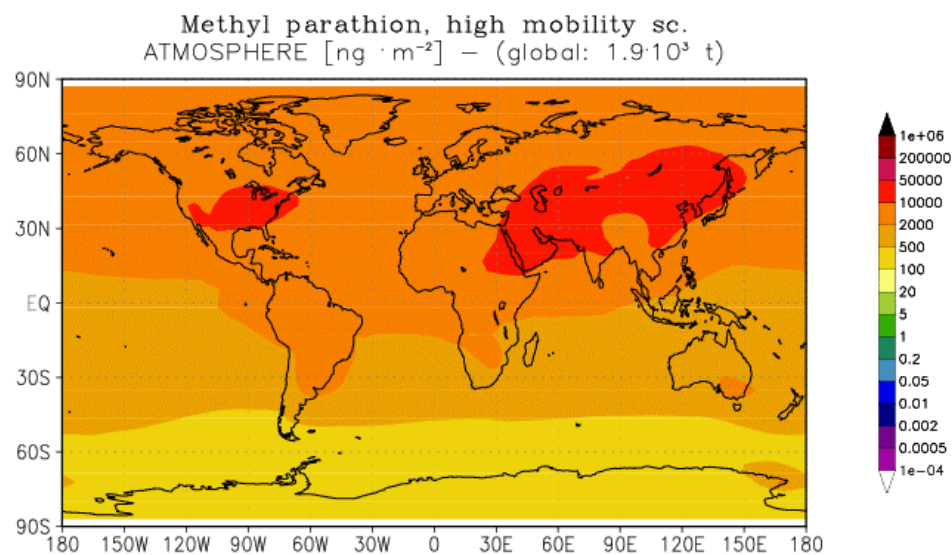 Methyl parathion, high mobility sc.
ATMOSPHERE [ng ·m⁻²] – (global: 1.9·10³ t)
90N
60N
30N
EQ
30S
60S
90S
180 150W 120W 90W 60W 30W 0 30E 60E 90E 120E 150E 180
1e+06
200000
50000
10000
2000
500
100
20
5
1
0.2
0.05
0.01
0.002
0.0005
1e-04